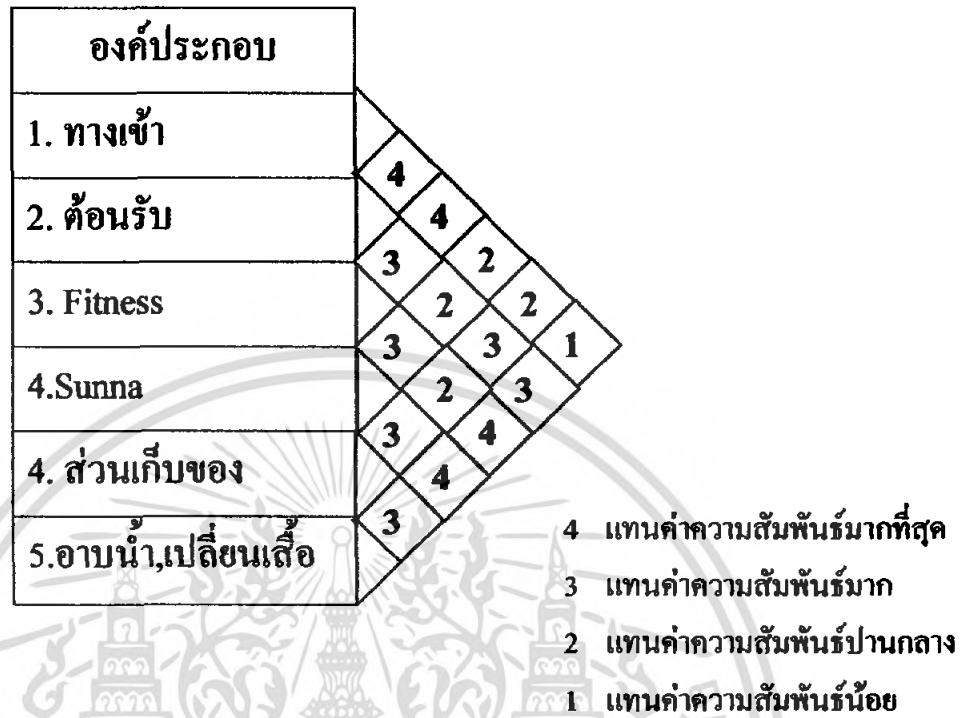 องค์ประกอบ
1. ทางเข้า
2. ต้อนรับ
3. Fitness
4.Sunna
4. ส่วนเก็บของ
5.อาบน้ำ,เปลี่ยนเสื้อ
4
4
3
2
2
2
3
3
1
2
3
3
4
4
3
4 แทนค่าความสัมพันธ์มากที่สุด
3 แทนค่าความสัมพันธ์มาก
2 แทนค่าความสัมพันธ์ปานกลาง
1 แทนค่าความสัมพันธ์น้อย